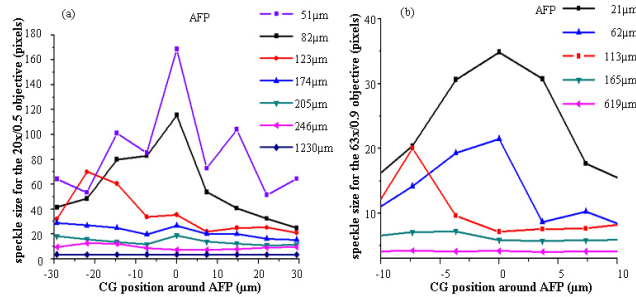 (a)
AFP
51µm
82µm
123µm
174µm
205µm
246µm
1230µm
speckle size for the 20x/0.5 objective (pixels)
180
160
140
120
100
80
60
40
20
0
-30
-20
-10
0
10
20
30
CG position around AFP (µm)
(b)
AFP
21µm
62µm
113µm
165µm
619µm
speckle size for the 63x/0.9 objective (pixels)
40
30
20
10
-10
-5
0
5
10
CG position around AFP (µm)